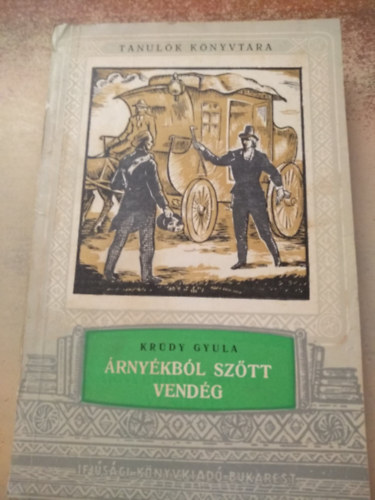 TANULÓK KÖNYVTÁRA
KRÚDY GYULA
ÁRNYÉKBÓL SZŐTT
VENDÉG
IFJÚSÁGI KÖNYVKIADÓ BUKAREST